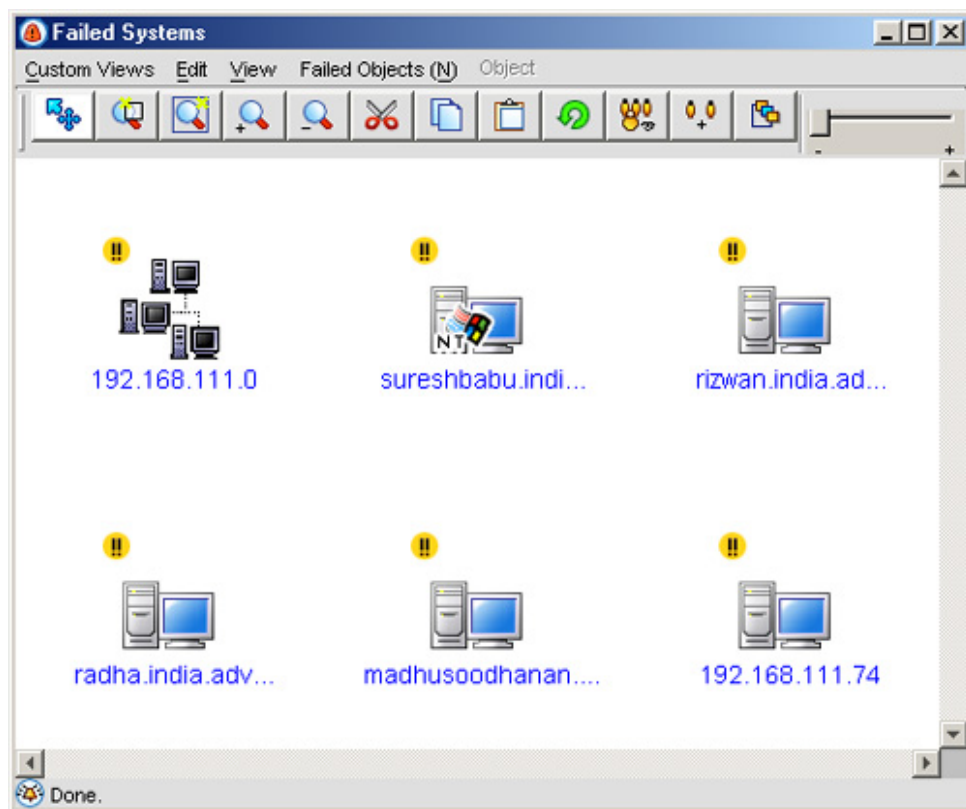 Failed Systems
Custom Views Edit View Failed Objects (N) Object
- +
!! !! !!
NT
192.168.111.0 sureshbabu.indi... rizwan.india.ad...
!! !! !!
radha.india.adv... madhusoodhanan.... 192.168.111.74
Done.